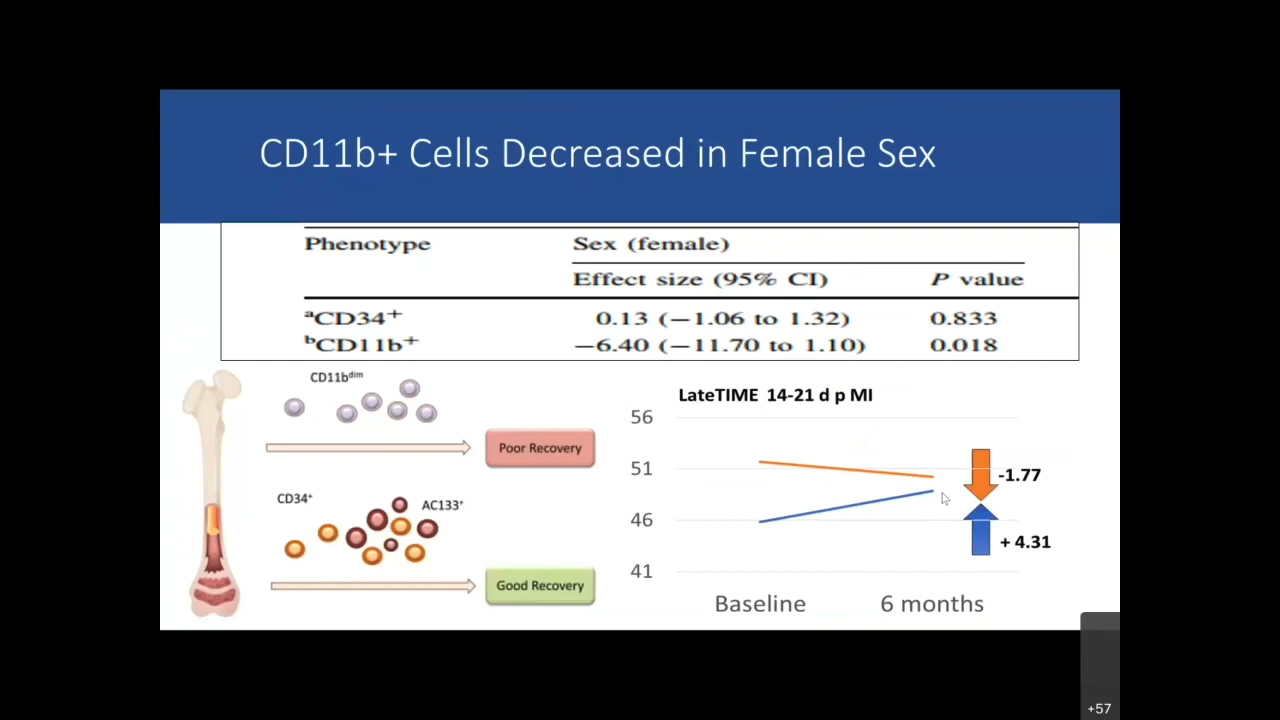 CD11b+ Cells Decreased in Female Sex
Phenotype Sex (female)
Effect size (95% CI) P value
ᵃCD34⁺ 0.13 (−1.06 to 1.32) 0.833
ᵇCD11b⁺ −6.40 (−11.70 to 1.10) 0.018
CD11bᵈⁱᵐ
Poor Recovery
CD34⁺
AC133⁺
Good Recovery
LateTIME 14-21 d p MI
56
51
46
41
-1.77
+ 4.31
Baseline 6 months
+57